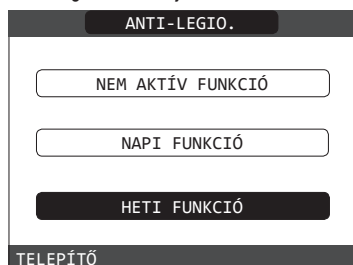 ANTI-LEGIO.
NEM AKTÍV FUNKCIÓ
NAPI FUNKCIÓ
HETI FUNKCIÓ
TELEPÍTŐ